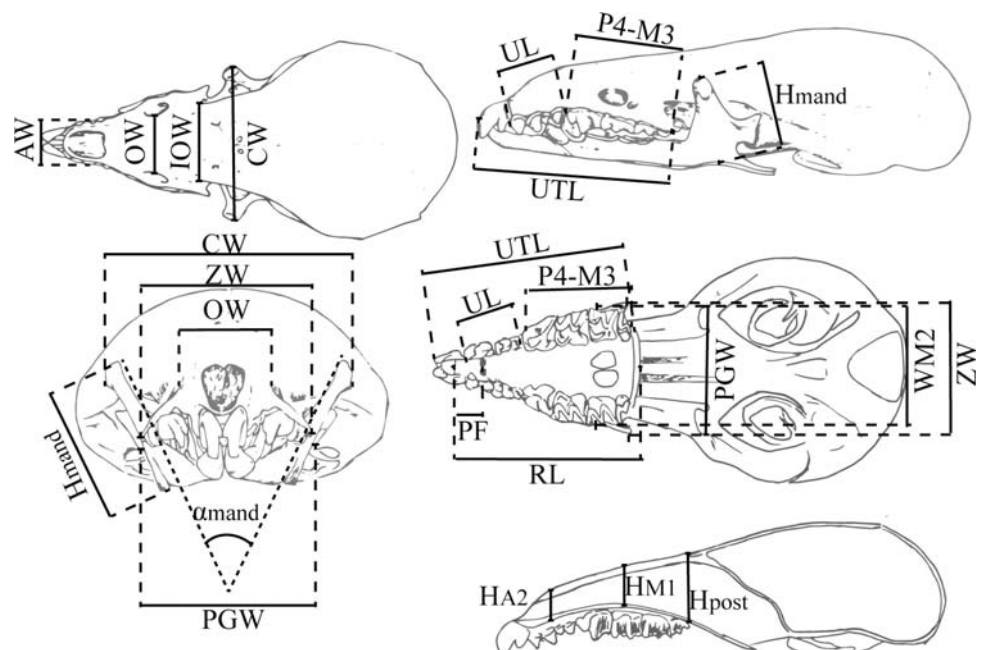 AW
OW
IOW
CW
UL
P4-M3
Hmand
UTL
CW
ZW
OW
Hmand
αmand
PGW
UTL
P4-M3
UL
PF
RL
PGW
WM2
ZW
HA2
HM1
Hpost